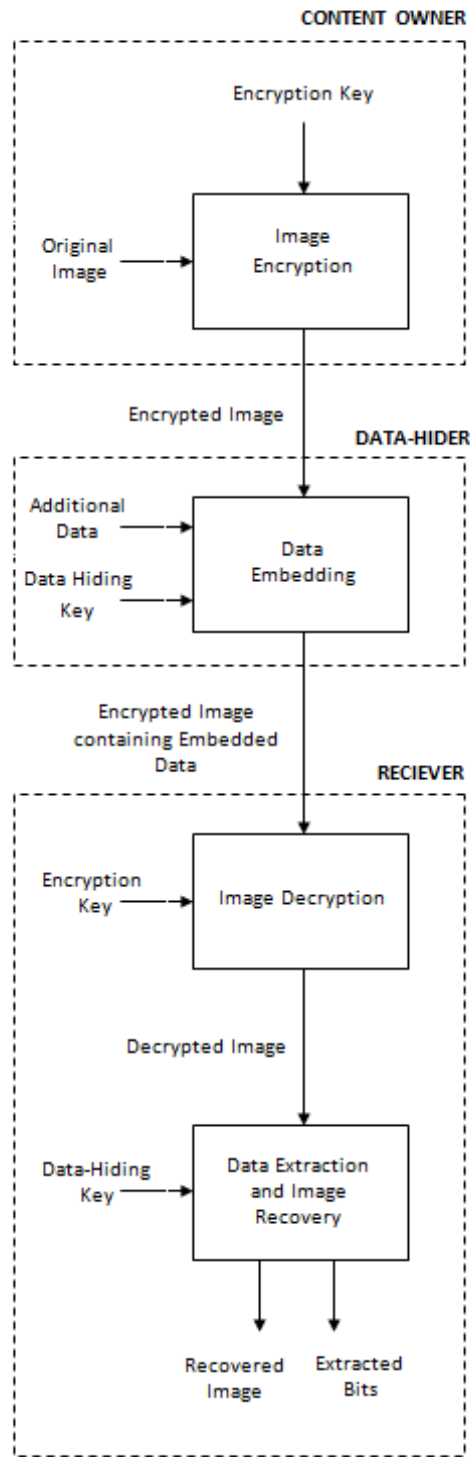 CONTENT OWNER
Encryption Key
Original
Image
Image
Encryption
Encrypted Image
DATA-HIDER
Additional
Data
Data Hiding
Key
Data
Embedding
Encrypted Image
containing Embedded
Data
RECIEVER
Encryption
Key
Image Decryption
Decrypted Image
Data-Hiding
Key
Data Extraction
and Image
Recovery
Recovered
Image
Extracted
Bits